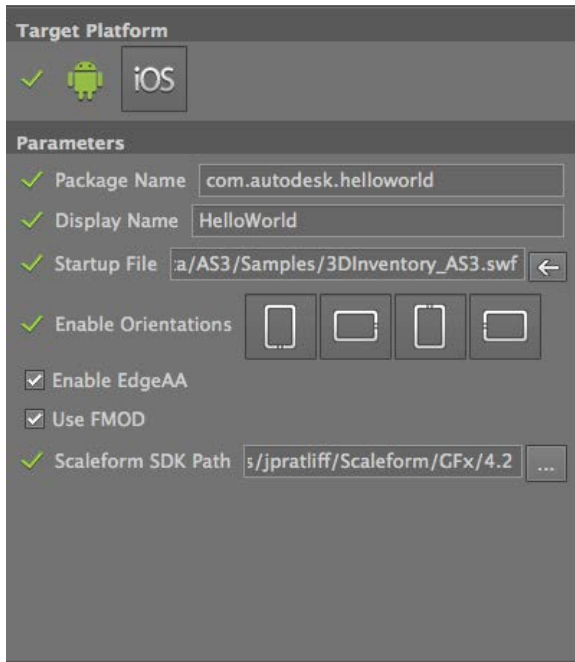 Target Platform
iOS
Parameters
Package Name com.autodesk.helloworld
Display Name HelloWorld
Startup File :a/AS3/Samples/3DInventory_AS3.swf
Enable Orientations
Enable EdgeAA
Use FMOD
Scaleform SDK Path s/jpratliff/Scaleform/GFx/4.2 ...